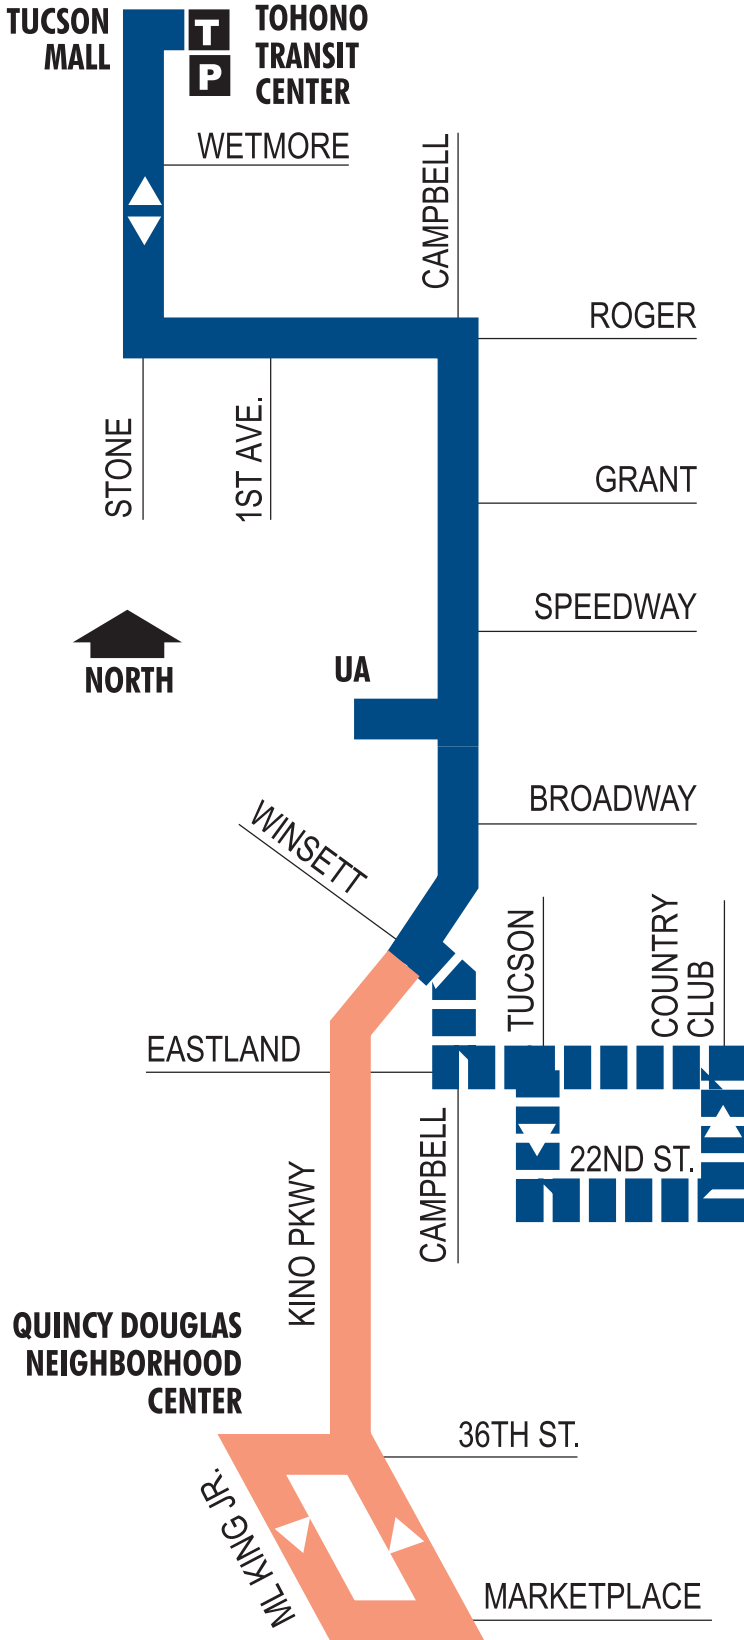 TUCSON
MALL
T
P
TOHONO
TRANSIT
CENTER
WETMORE
CAMPBELL
ROGER
STONE
1ST AVE.
GRANT
SPEEDWAY
NORTH
UA
BROADWAY
WINSETT
TUCSON
COUNTRY
CLUB
EASTLAND
CAMPBELL
22ND ST.
KINO PKWY
QUINCY DOUGLAS
NEIGHBORHOOD
CENTER
36TH ST.
ML KING JR.
MARKETPLACE